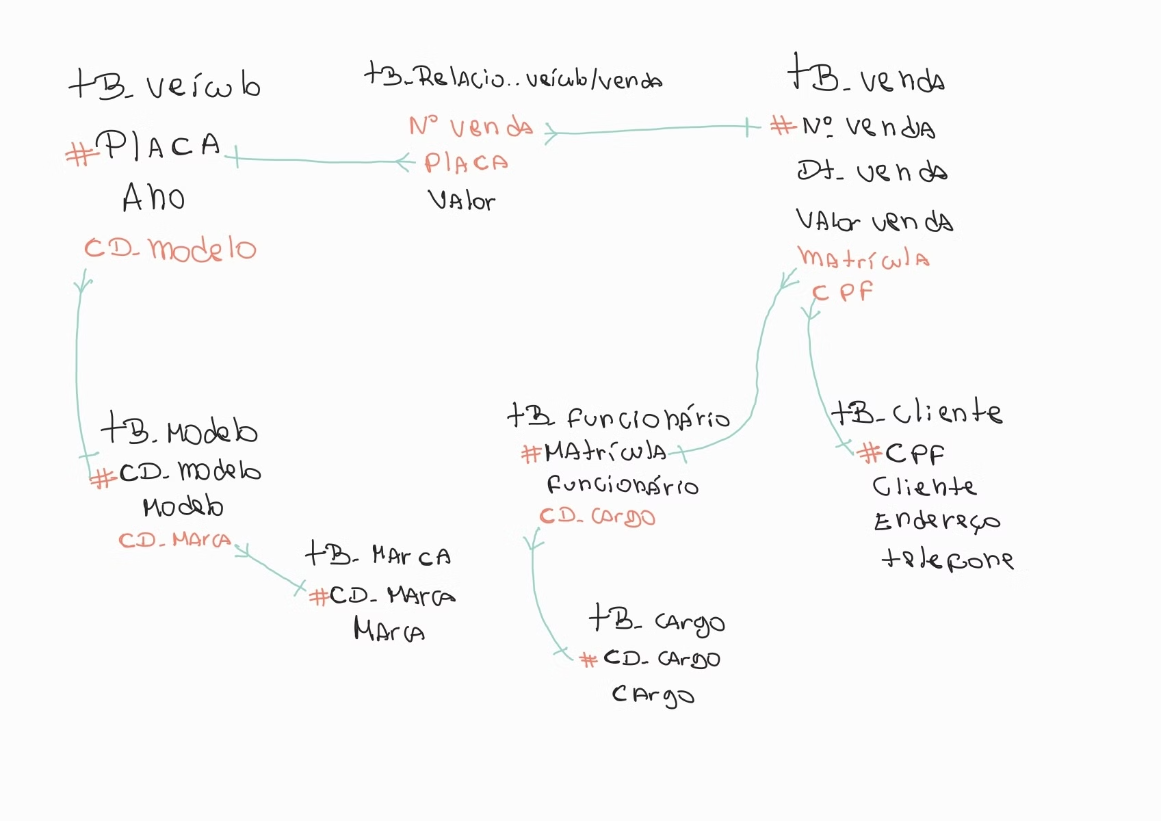 tB_veículo
#PLACA
Ano
CD_modelo
tB_Relacio..veículo/venda
Nº venda
PLACA
Valor
tB_venda
#Nº venda
Dt_venda
Valor venda
Matrícula
CPF
tB_Modelo
#CD_modelo
Modelo
CD_Marca
tB_Marca
#CD_Marca
Marca
tB_funcionário
#Matrícula
funcionário
CD_Cargo
tB_Cargo
#CD_Cargo
Cargo
tB_Cliente
#CPF
Cliente
Endereço
telefone